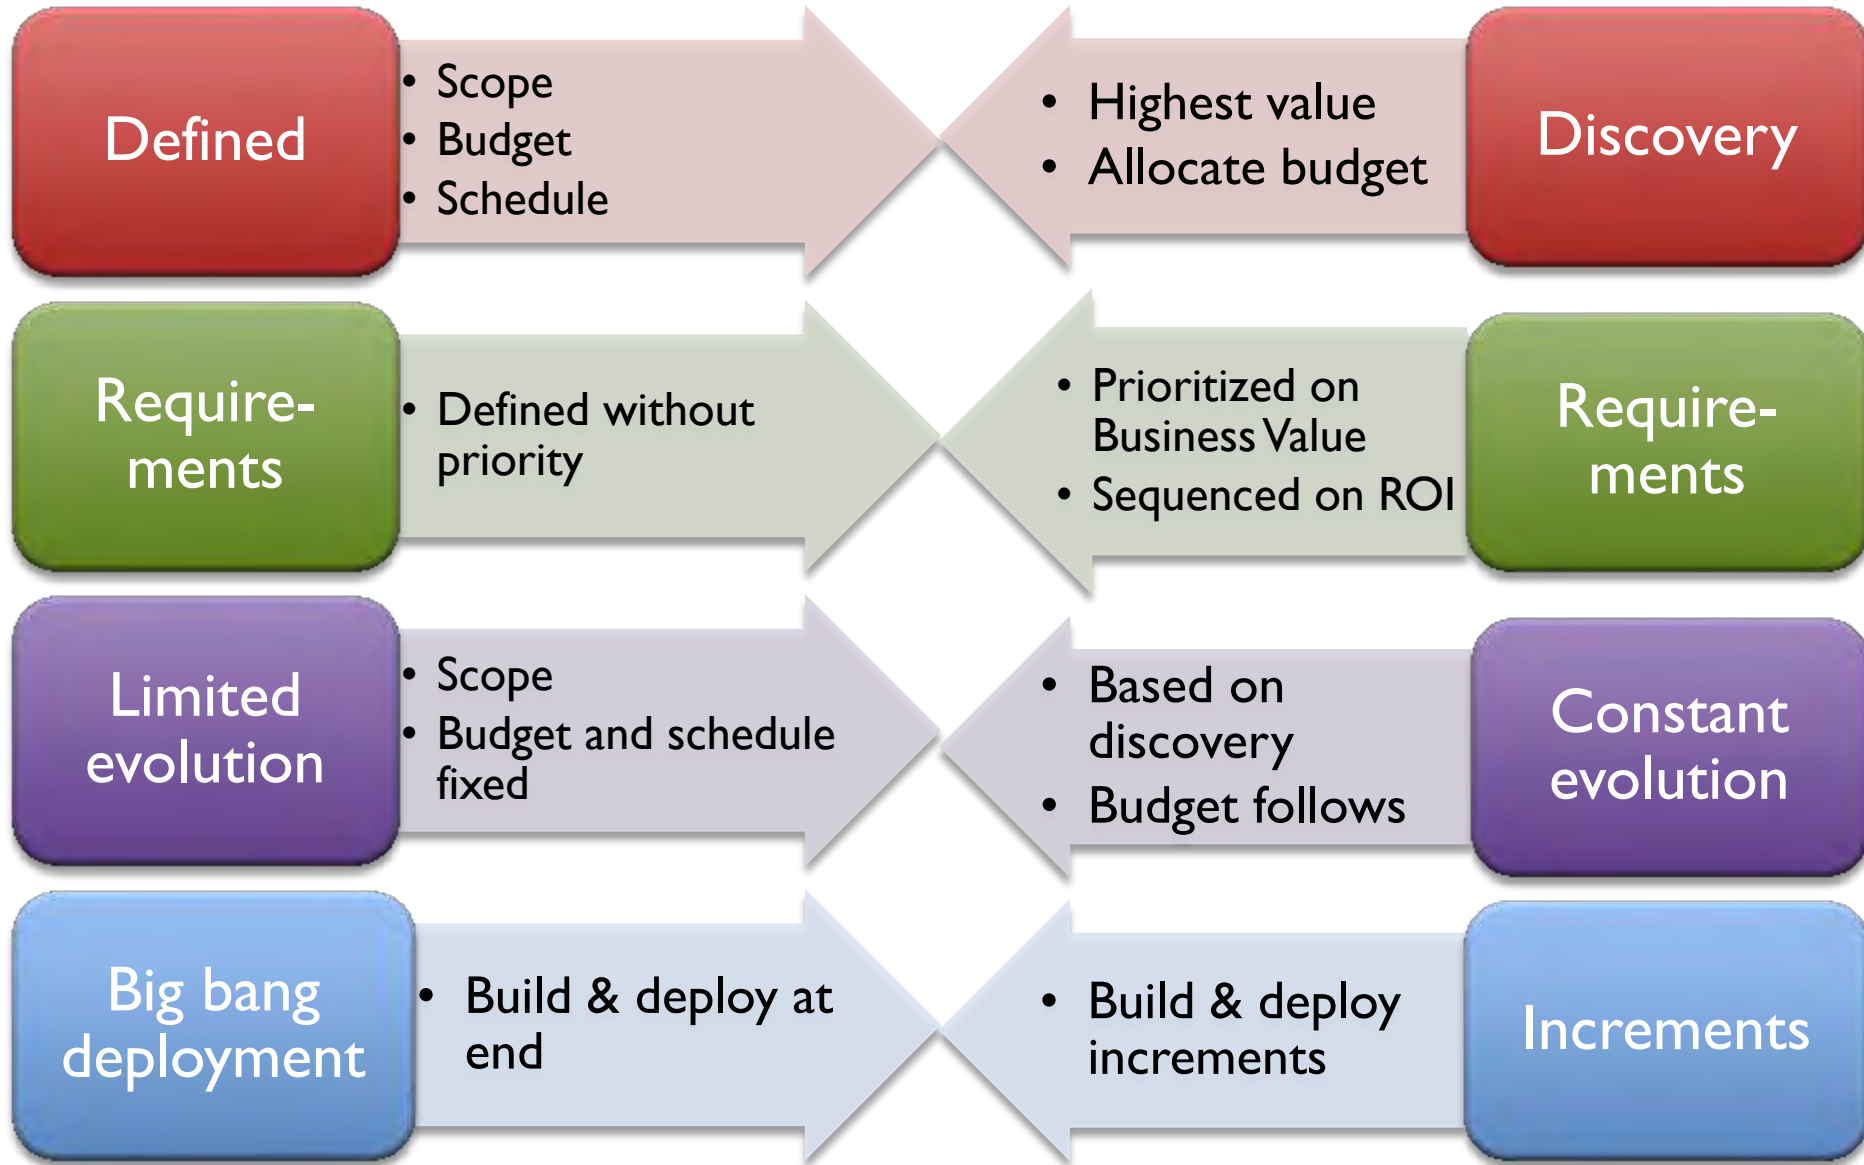 Defined
• Scope
• Budget
• Schedule
• Highest value
• Allocate budget
Discovery
Require-
ments
• Defined without
priority
• Prioritized on
Business Value
• Sequenced on ROI
Require-
ments
Limited
evolution
• Scope
• Budget and schedule
fixed
• Based on
discovery
• Budget follows
Constant
evolution
Big bang
deployment
• Build & deploy at
end
• Build & deploy
increments
Increments